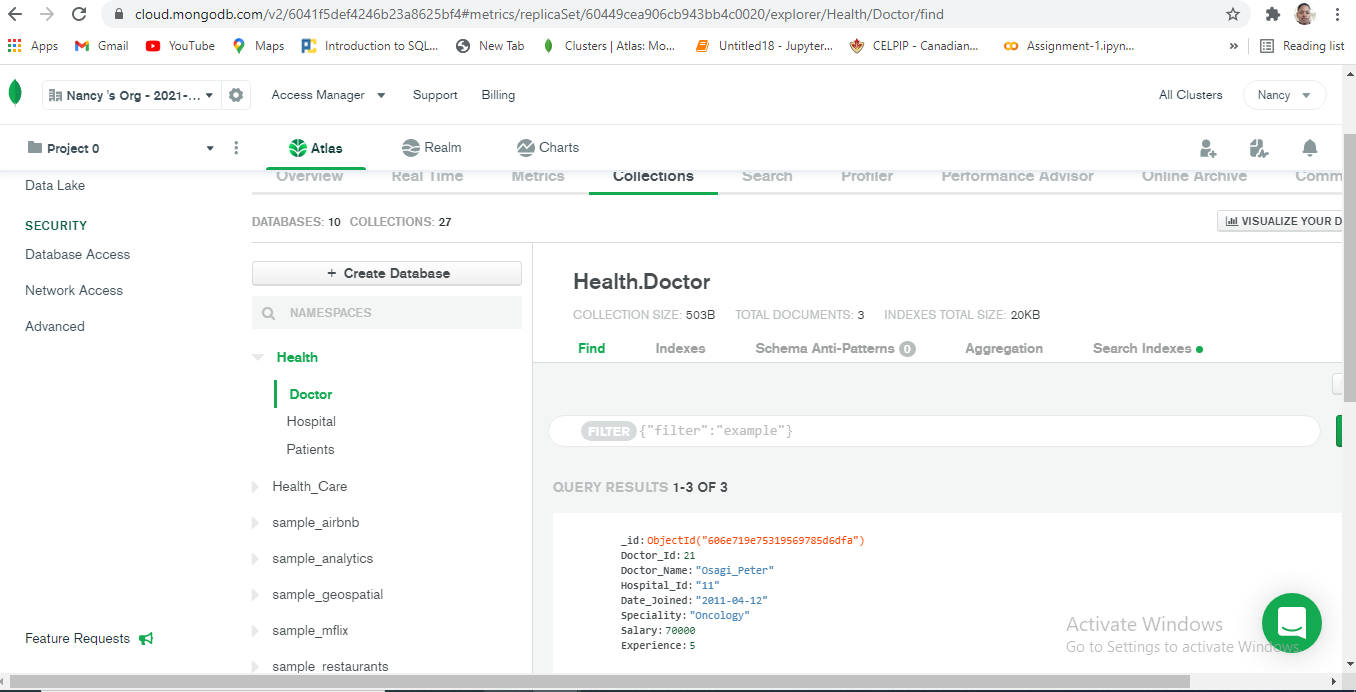 cloud.mongodb.com/v2/6041f5def4246b23a8625bf4#metrics/replicaSet/60449cea906cb943bb4c0020/explorer/Health/Doctor/find
Apps Gmail YouTube Maps Introduction to SQL... New Tab Clusters | Atlas: Mo... Untitled18 - Jupyter... CELPIP - Canadian... Assignment-1.ipyn... » Reading list
Nancy 's Org - 2021-... Access Manager Support Billing All Clusters Nancy
Project 0 Atlas Realm Charts
Data Lake Overview Real Time Metrics Collections Search Profiler Performance Advisor Online Archive Comm
SECURITY
DATABASES: 10 COLLECTIONS: 27 VISUALIZE YOUR D
Database Access
Network Access
Advanced
+ Create Database
NAMESPACES
Health
Doctor
Hospital
Patients
Health_Care
sample_airbnb
sample_analytics
sample_geospatial
sample_mflix
sample_restaurants
Feature Requests
Health.Doctor
COLLECTION SIZE: 503B TOTAL DOCUMENTS: 3 INDEXES TOTAL SIZE: 20KB
Find Indexes Schema Anti-Patterns 0 Aggregation Search Indexes
FILTER {"filter":"example"}
QUERY RESULTS 1-3 OF 3
_id: ObjectId("606e719e75319569785d6dfa")
Doctor_Id: 21
Doctor_Name: "Osagi_Peter"
Hospital_Id: "11"
Date_Joined: "2011-04-12"
Speciality: "Oncology"
Salary: 70000
Experience: 5
Activate Windows
Go to Settings to activate Windows.